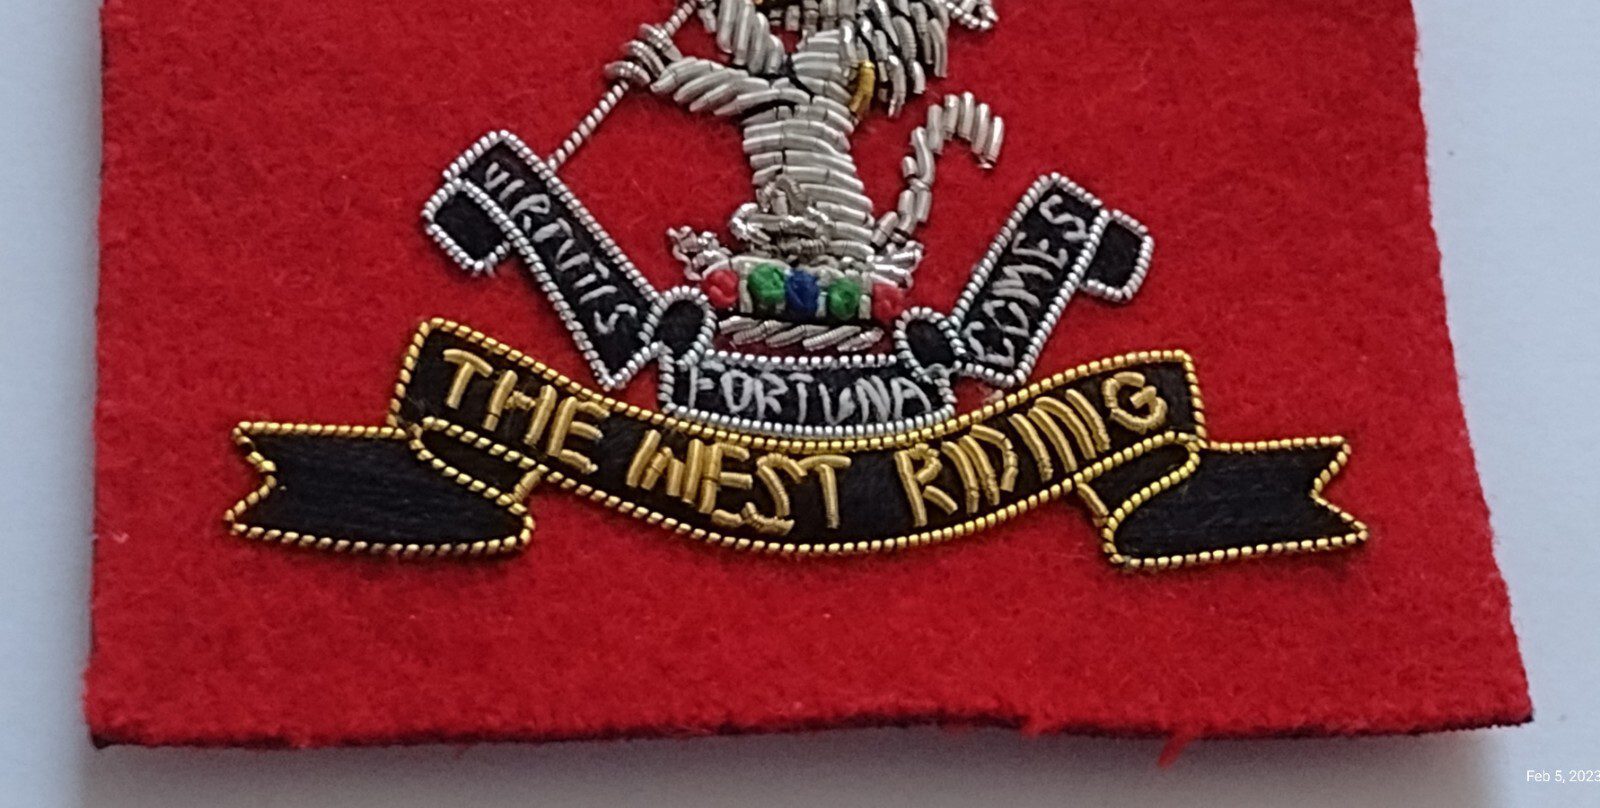 VIRTUTIS
FORTUNA
COMES
THE WEST RIDING
Feb 5, 2023